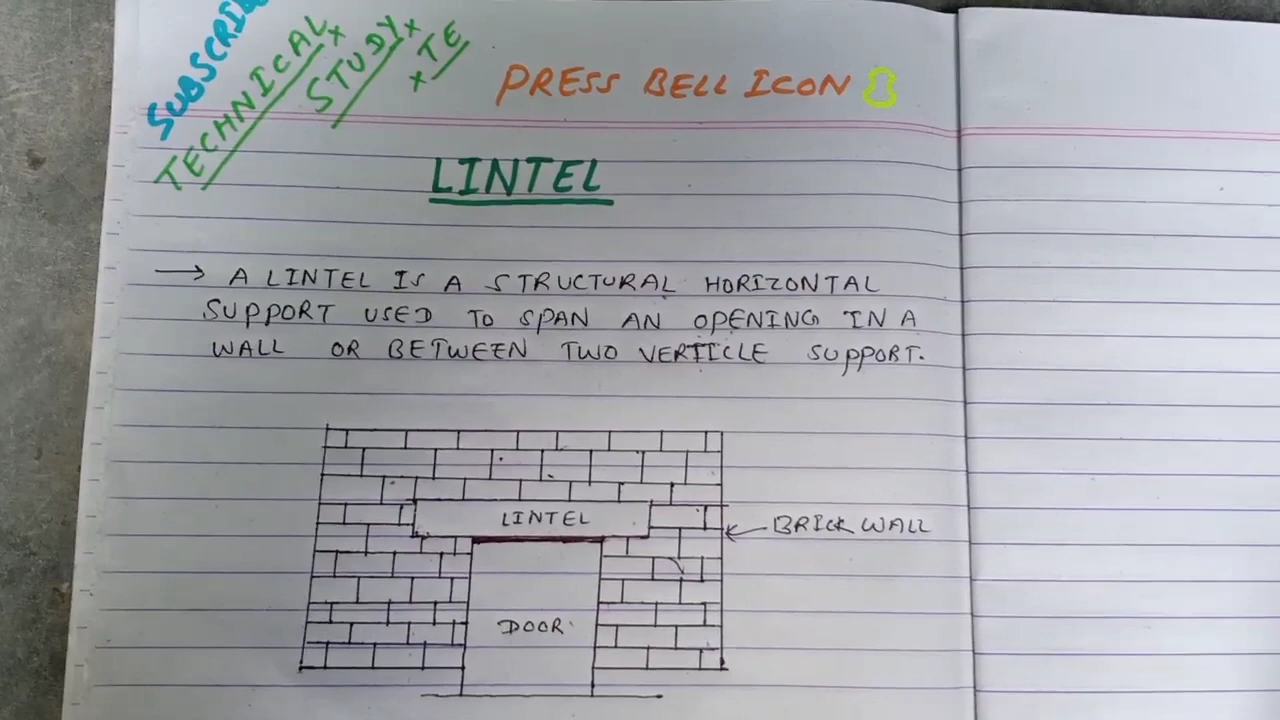 SUBSCRI
TECHNICAL
STUDY
TE
PRESS BELL ICON
LINTEL
→ A LINTEL IS A STRUCTURAL HORIZONTAL
SUPPORT USED TO SPAN AN OPENING IN A
WALL OR BETWEEN TWO VERTICLE SUPPORT.
LINTEL
BRICK WALL
DOOR